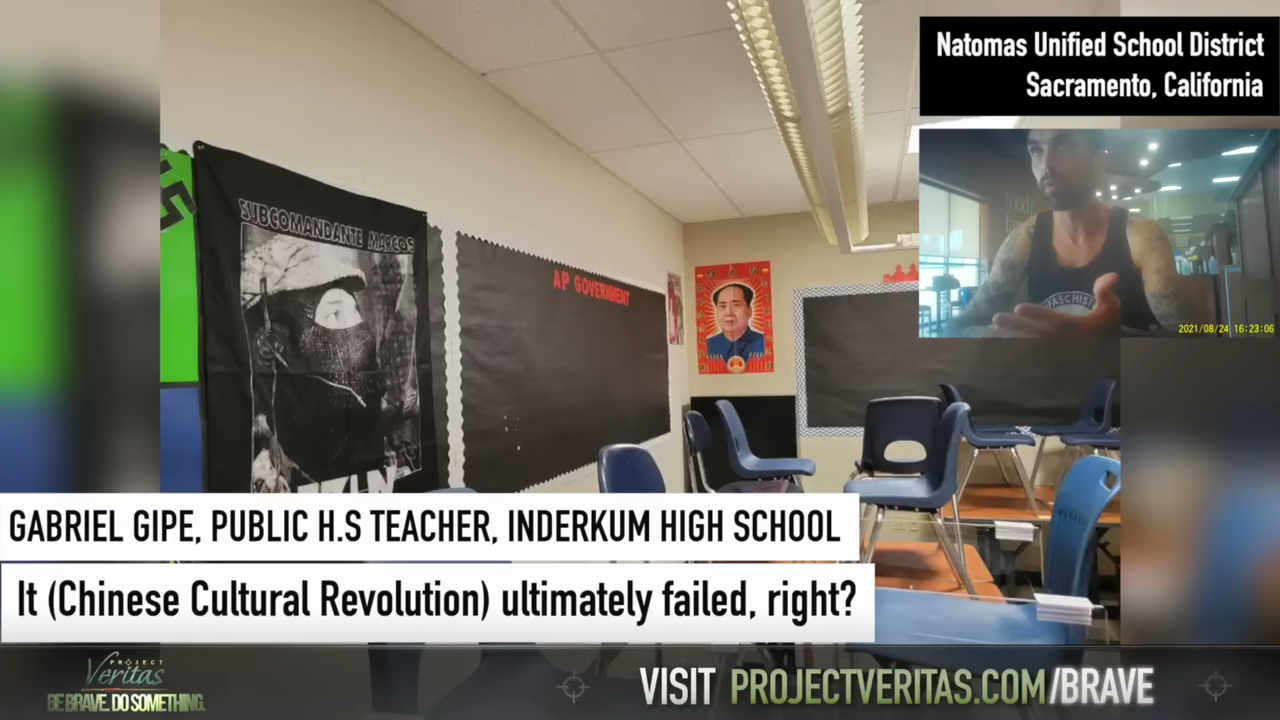 Natomas Unified School District
Sacramento, California
SUBCOMANDANTE MARCOS
AP GOVERNMENT
FASCHIST
2021/08/24 16:23:06
GABRIEL GIPE, PUBLIC H.S TEACHER, INDERKUM HIGH SCHOOL
It (Chinese Cultural Revolution) ultimately failed, right?
PROJECT
Veritas
BE BRAVE. DO SOMETHING.
VISIT PROJECTVERITAS.COM/BRAVE